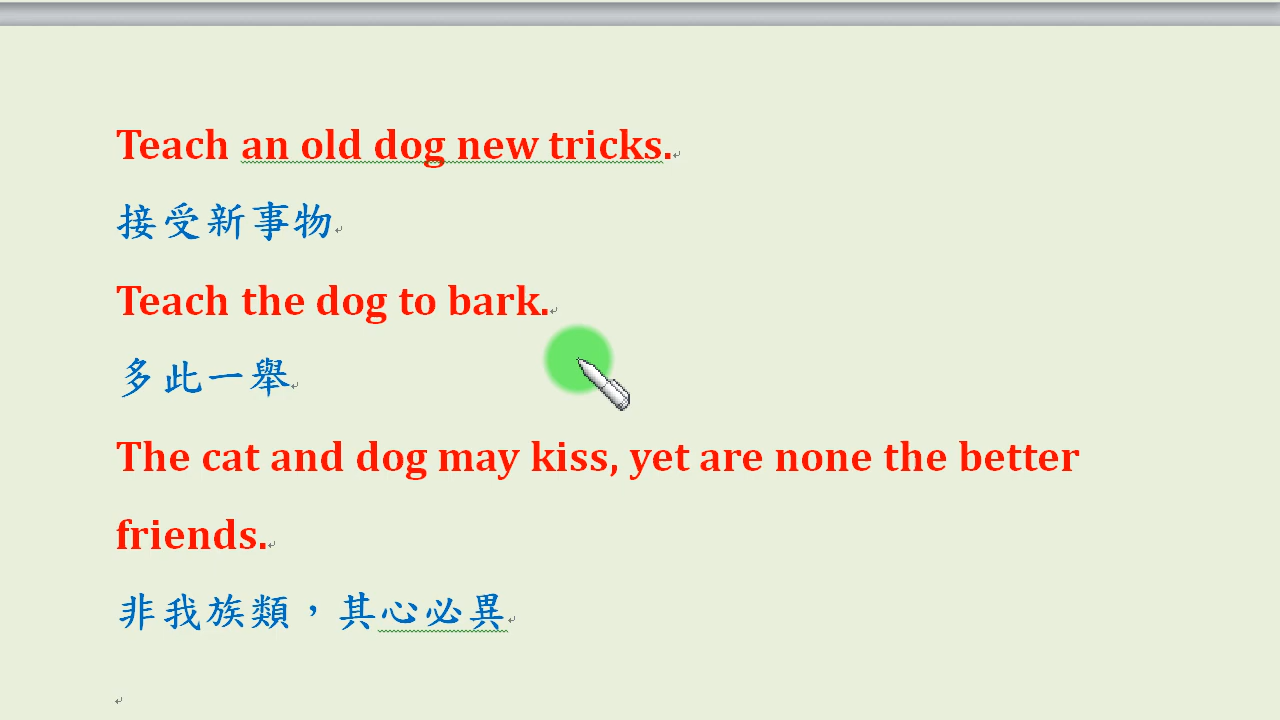 Teach an old dog new tricks.
接受新事物
Teach the dog to bark.
多此一舉
The cat and dog may kiss, yet are none the better
friends.
非我族類，其心必異